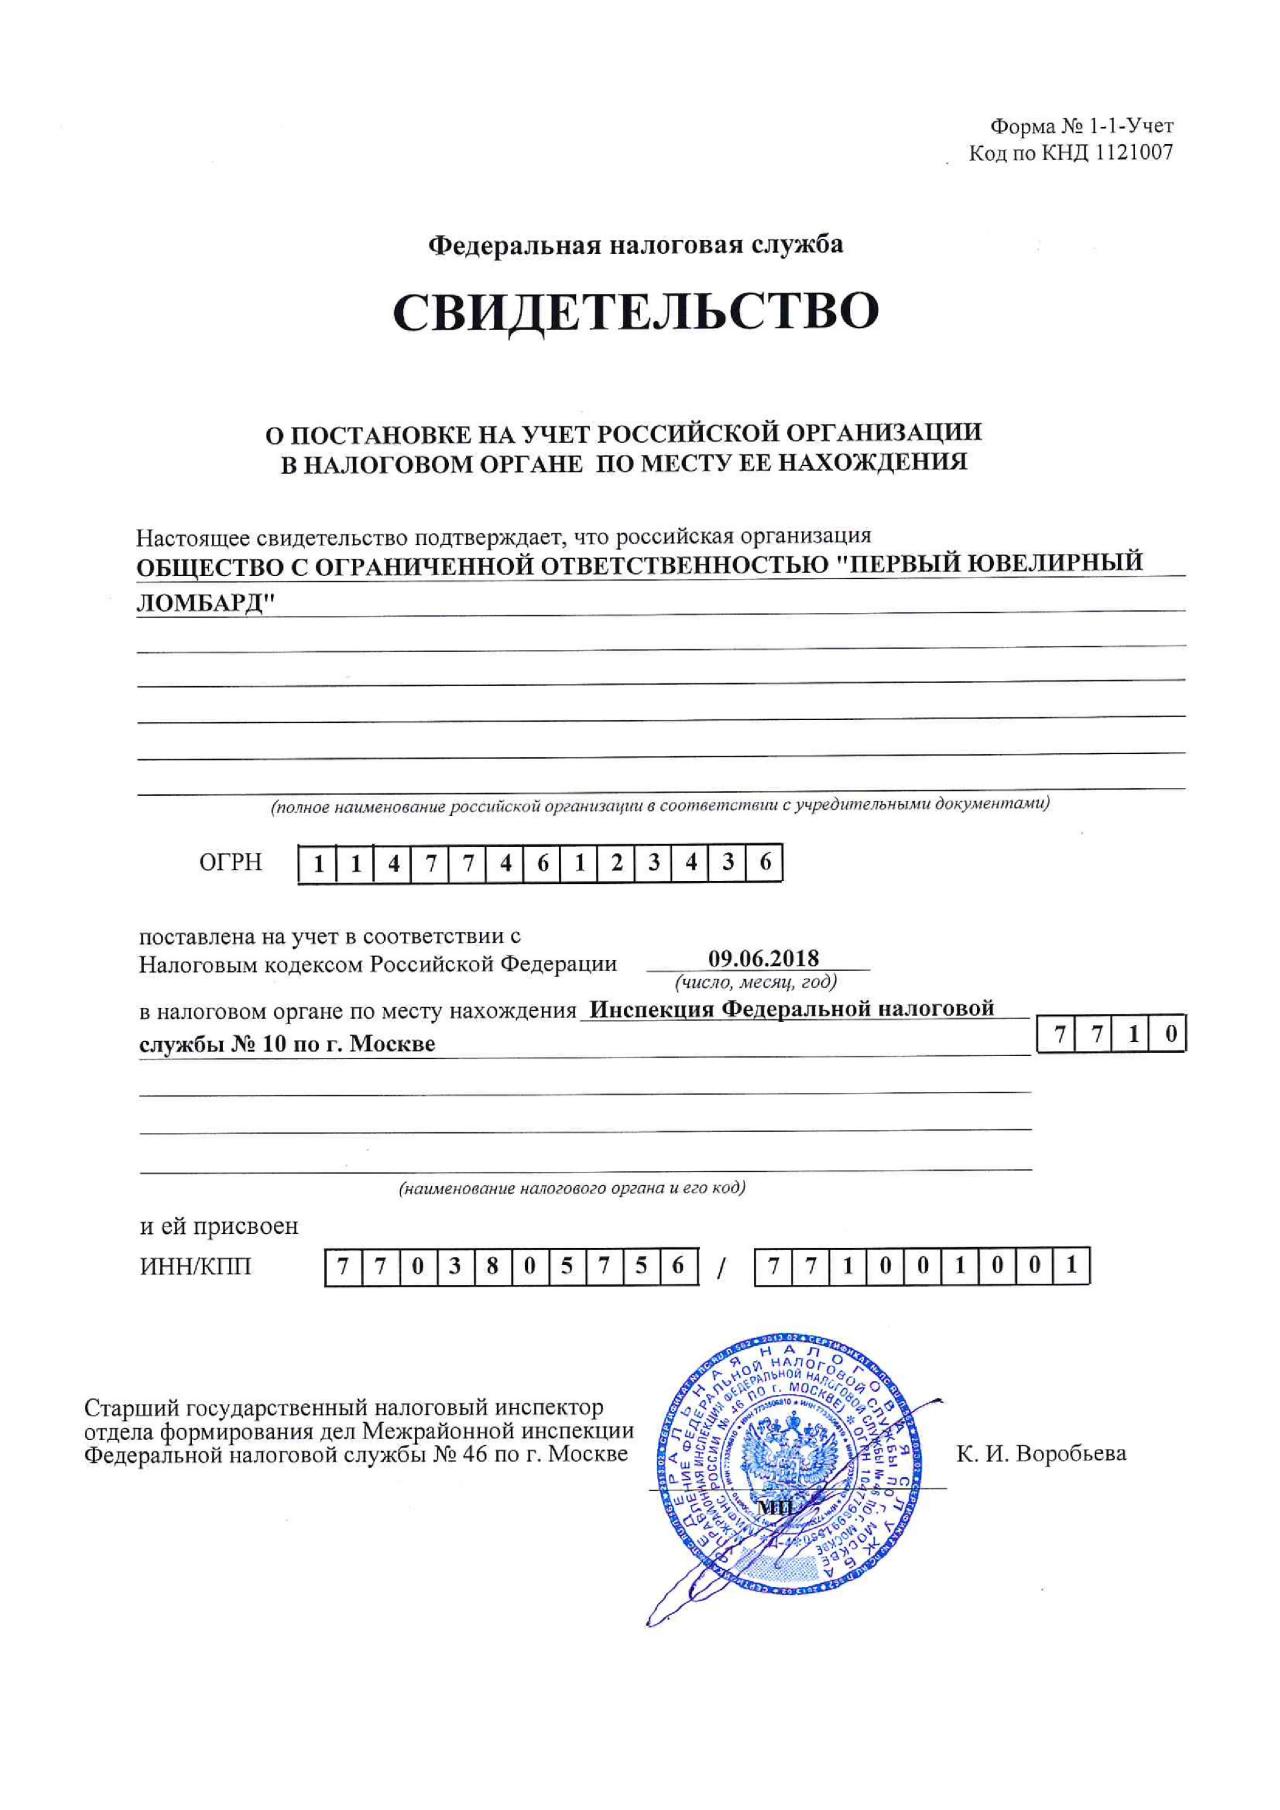 Форма № 1-1-Учет
Код по КНД 1121007
Федеральная налоговая служба
СВИДЕТЕЛЬСТВО
О ПОСТАНОВКЕ НА УЧЕТ РОССИЙСКОЙ ОРГАНИЗАЦИИ
В НАЛОГОВОМ ОРГАНЕ ПО МЕСТУ ЕЕ НАХОЖДЕНИЯ
Настоящее свидетельство подтверждает, что российская организация
ОБЩЕСТВО С ОГРАНИЧЕННОЙ ОТВЕТСТВЕННОСТЬЮ "ПЕРВЫЙ ЮВЕЛИРНЫЙ
ЛОМБАРД"
(полное наименование российской организации в соответствии с учредительными документами)
ОГРН 1 1 4 7 7 4 6 1 2 3 4 3 6
поставлена на учет в соответствии с
Налоговым кодексом Российской Федерации 09.06.2018
(число, месяц, год)
в налоговом органе по месту нахождения Инспекция Федеральной налоговой
службы № 10 по г. Москве 7 7 1 0
(наименование налогового органа и его код)
и ей присвоен
ИНН/КПП 7 7 0 3 8 0 5 7 5 6 / 7 7 1 0 0 1 0 0 1
Старший государственный налоговый инспектор
отдела формирования дел Межрайонной инспекции
Федеральной налоговой службы № 46 по г. Москве К. И. Воробьева
МП
ФЕДЕРАЛЬНАЯ НАЛОГОВАЯ СЛУЖБА
УПРАВЛЕНИЕ ФЕДЕРАЛЬНОЙ НАЛОГОВОЙ СЛУЖБЫ ПО Г. МОСКВЕ